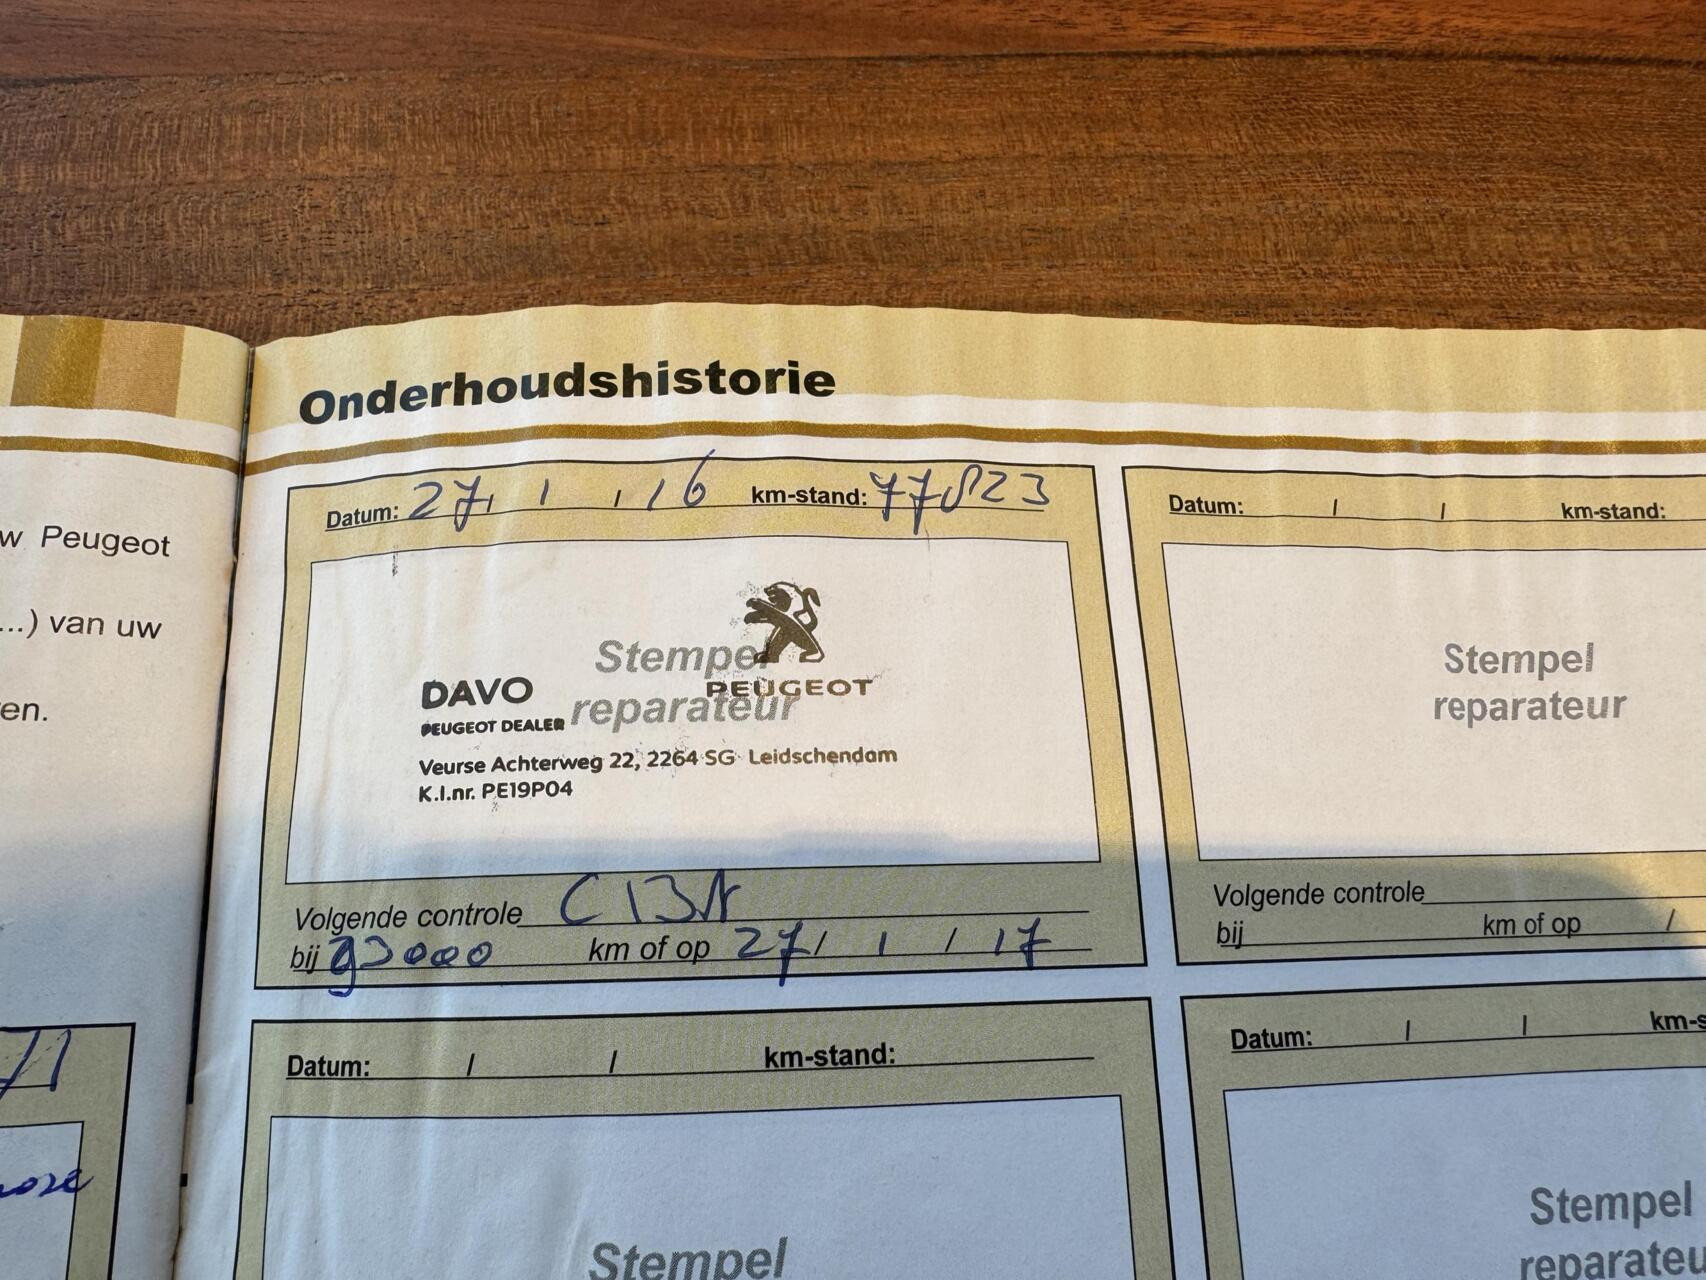 Onderhoudshistorie
w Peugeot
...) van uw
en.
Datum: 27/ 1 / 16 km-stand: 77823
Stempel
reparateur
PEUGEOT
DAVO
PEUGEOT DEALER
Veurse Achterweg 22, 2264 SG Leidschendam
K.I.nr. PE19P04
Volgende controle
bij 93000 km of op 27/ 1 / 17
Datum: / / km-stand:
Stempel
reparateur
Volgende controle
bij km of op /
Datum: / / km-stand:
Stempel
Datum: / / km-s
Stempel
reparateu